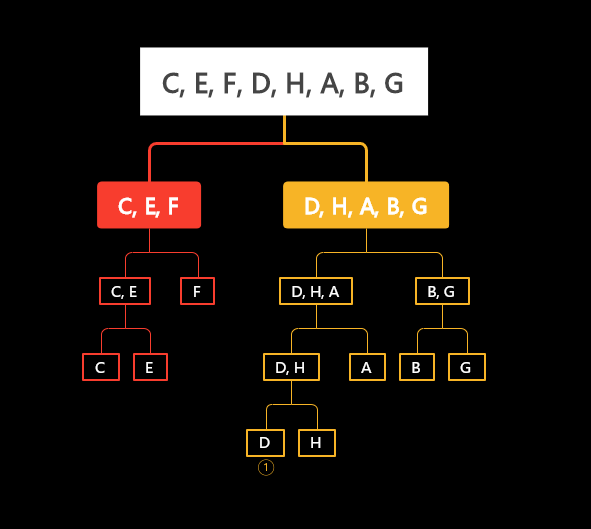 C, E, F, D, H, A, B, G
C, E, F
D, H, A, B, G
C, E
F
D, H, A
B, G
C
E
D, H
A
B
G
D
H
1